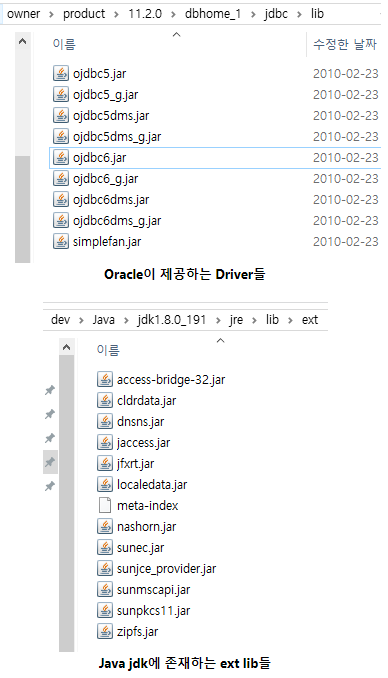 owner > product > 11.2.0 > dbhome_1 > jdbc > lib
이름 수정한 날짜
ojdbc5.jar 2010-02-23
ojdbc5_g.jar 2010-02-23
ojdbc5dms.jar 2010-02-23
ojdbc5dms_g.jar 2010-02-23
ojdbc6.jar 2010-02-23
ojdbc6_g.jar 2010-02-23
ojdbc6dms.jar 2010-02-23
ojdbc6dms_g.jar 2010-02-23
simplefan.jar 2010-02-23
Oracle이 제공하는 Driver들
dev > Java > jdk1.8.0_191 > jre > lib > ext
이름
access-bridge-32.jar
cldrdata.jar
dnsns.jar
jaccess.jar
jfxrt.jar
localedata.jar
meta-index
nashorn.jar
sunec.jar
sunjce_provider.jar
sunmscapi.jar
sunpkcs11.jar
zipfs.jar
Java jdk에 존재하는 ext lib들